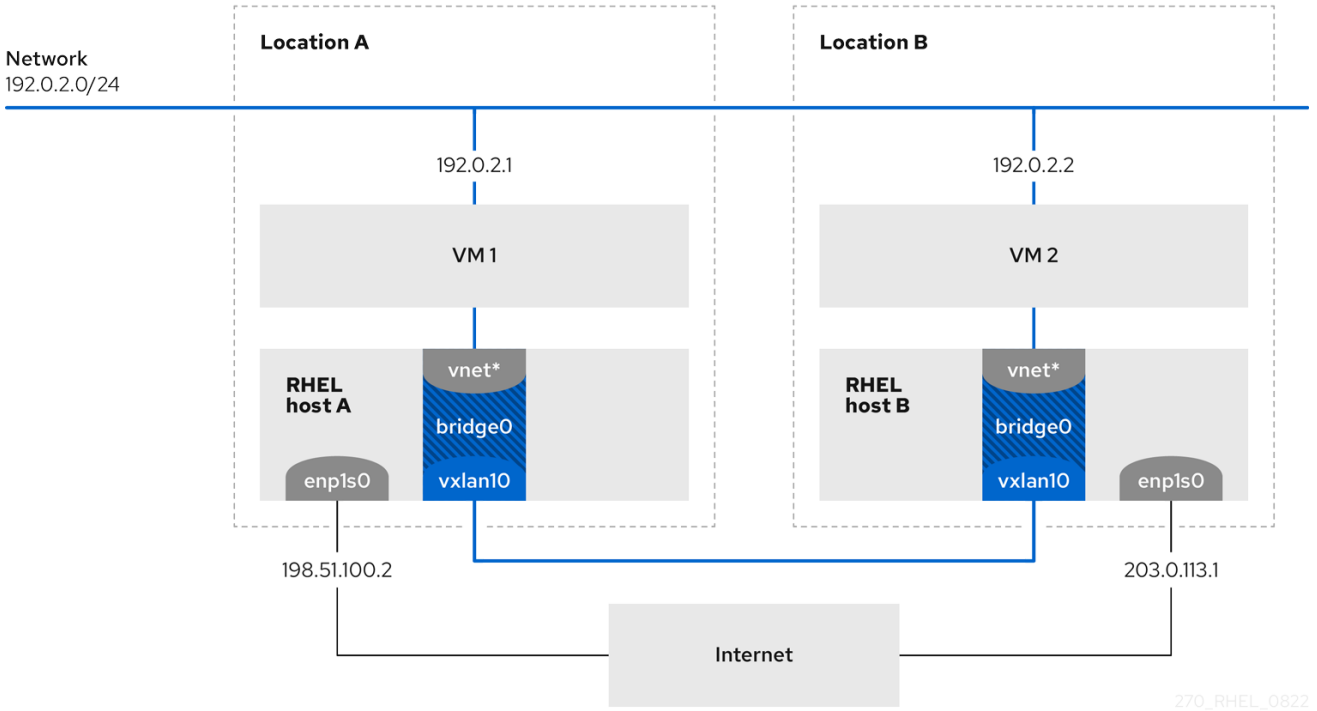 Location A
Location B
Network
192.0.2.0/24
192.0.2.1
192.0.2.2
VM 1
VM 2
RHEL
host A
vnet*
bridge0
enp1s0
vxlan10
RHEL
host B
vnet*
bridge0
vxlan10
enp1s0
198.51.100.2
203.0.113.1
Internet
270_RHEL_0822